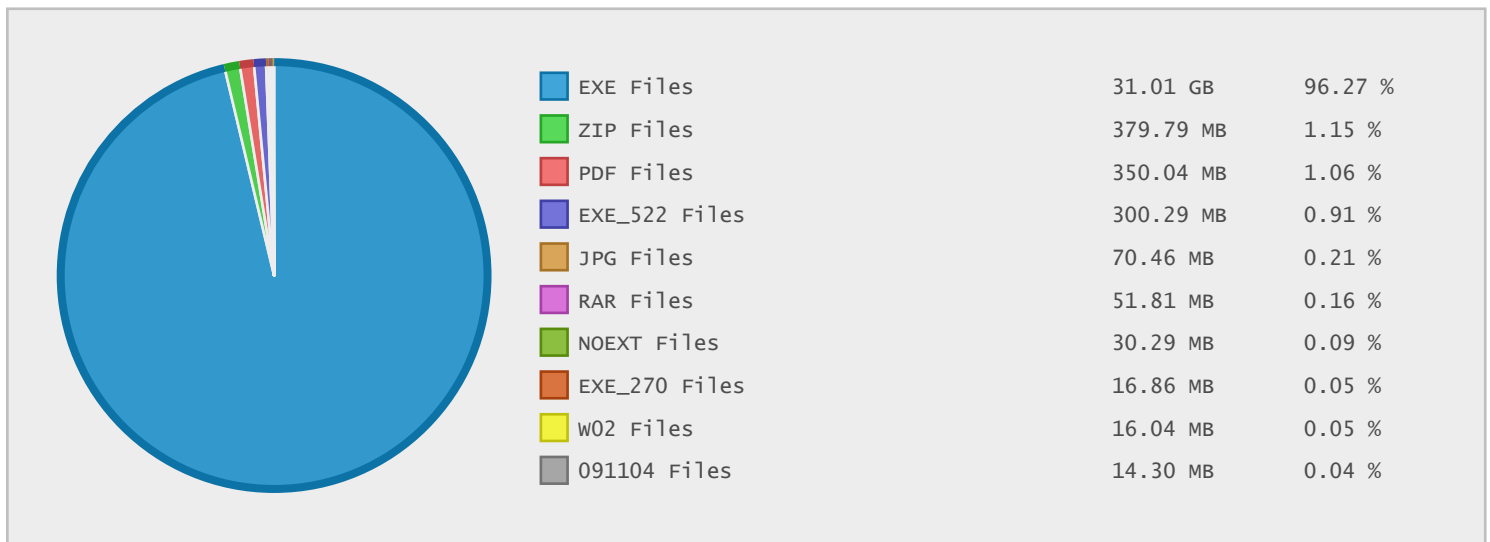 EXE Files 31.01 GB 96.27 %
ZIP Files 379.79 MB 1.15 %
PDF Files 350.04 MB 1.06 %
EXE_522 Files 300.29 MB 0.91 %
JPG Files 70.46 MB 0.21 %
RAR Files 51.81 MB 0.16 %
NOEXT Files 30.29 MB 0.09 %
EXE_270 Files 16.86 MB 0.05 %
W02 Files 16.04 MB 0.05 %
091104 Files 14.30 MB 0.04 %